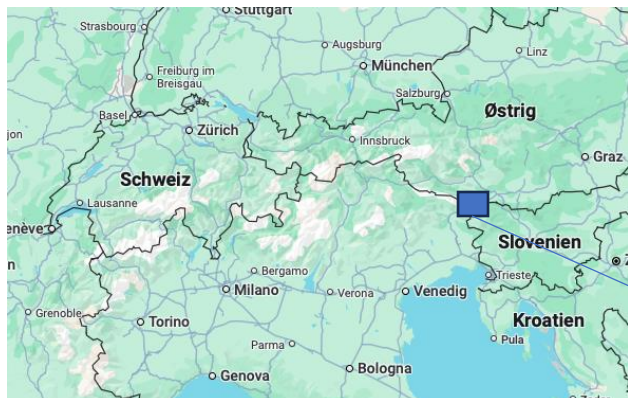 Stuttgart
Strasbourg
Augsburg
Linz
München
Freiburg im
Breisgau
Salzburg
Østrig
Basel
Zürich
Innsbruck
Graz
Schweiz
Lausanne
Slovenien
Bergamo
Trieste
Milano
Verona
Venedig
Grenoble
Kroatien
Torino
Pula
Parma
Bologna
Genova